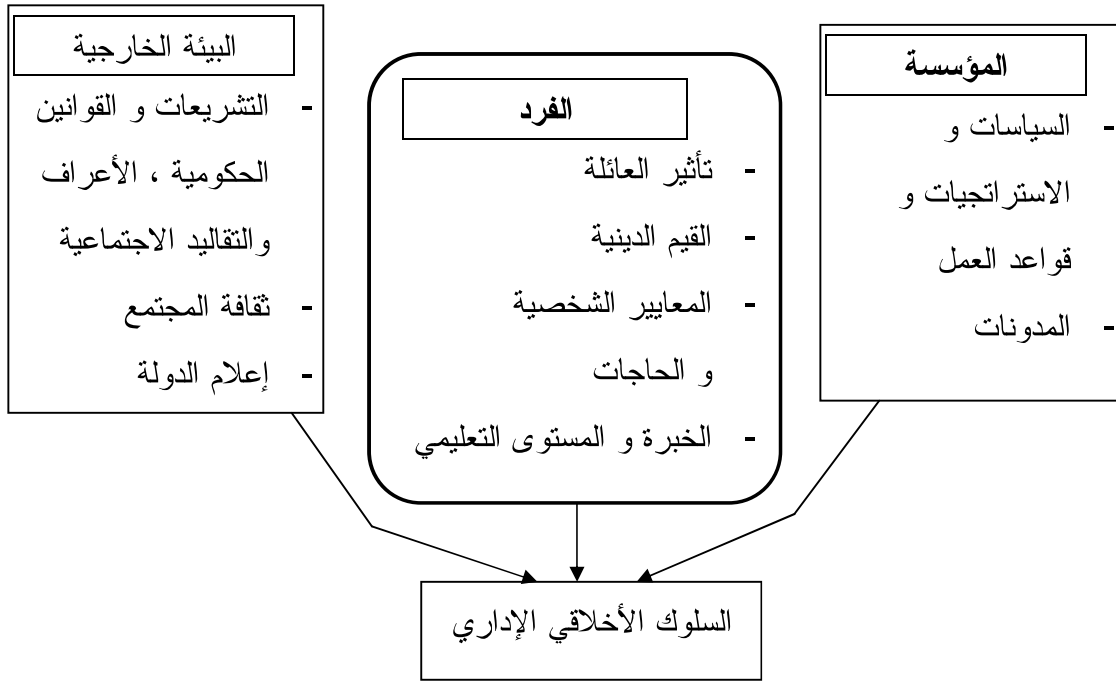 المؤسسة
- السياسات و
الاستراتجيات و
قواعد العمل
- المدونات
الفرد
- تأثير العائلة
- القيم الدينية
- المعايير الشخصية
و الحاجات
- الخبرة و المستوى التعليمي
البيئة الخارجية
- التشريعات و القوانين
الحكومية ، الأعراف
والتقاليد الاجتماعية
- ثقافة المجتمع
- إعلام الدولة
السلوك الأخلاقي الإداري